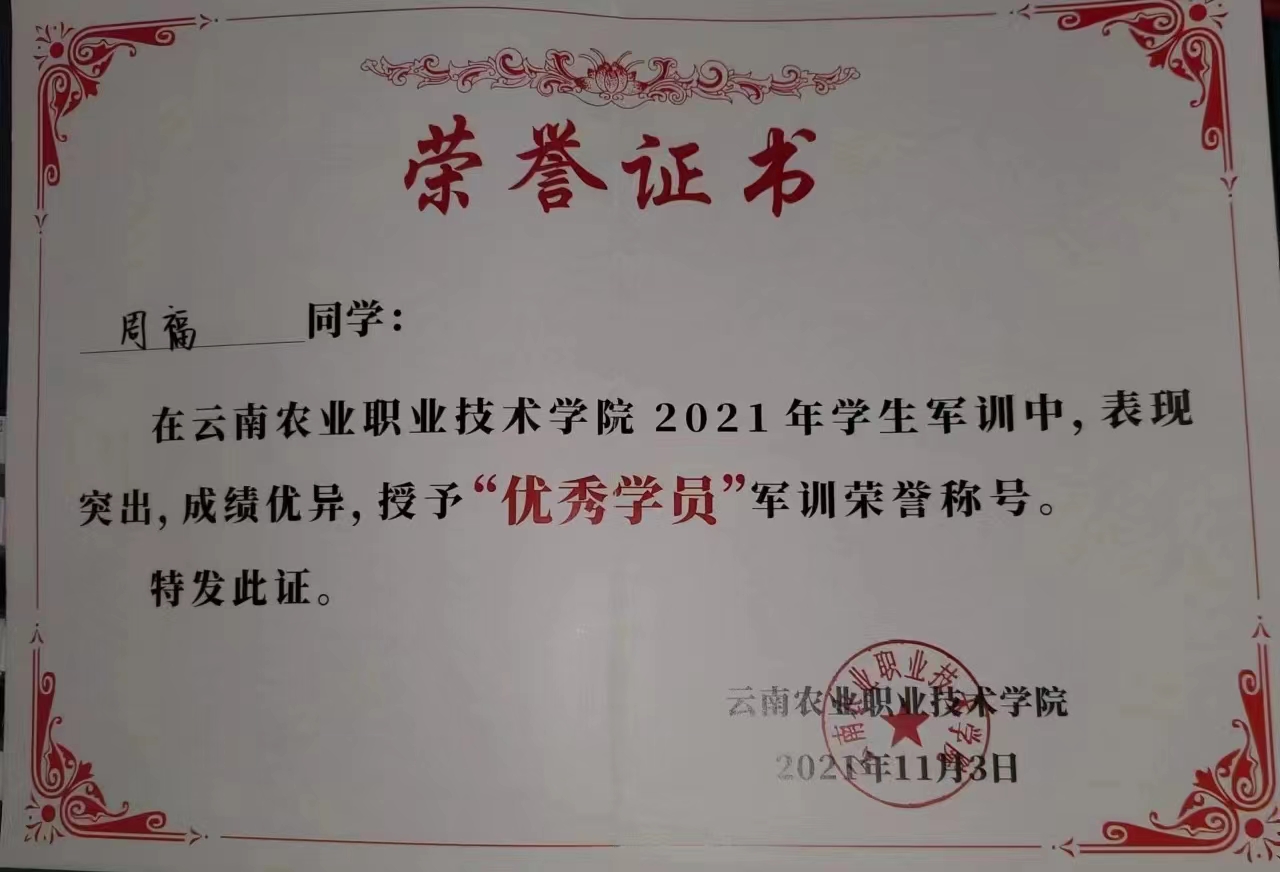 荣誉证书
周福 同学：
在云南农业职业技术学院 2021 年学生军训中，表现
突出，成绩优异，授予“优秀学员”军训荣誉称号。
特发此证。
云南农业职业技术学院
2021年11月3日
云南农业职业技术学院